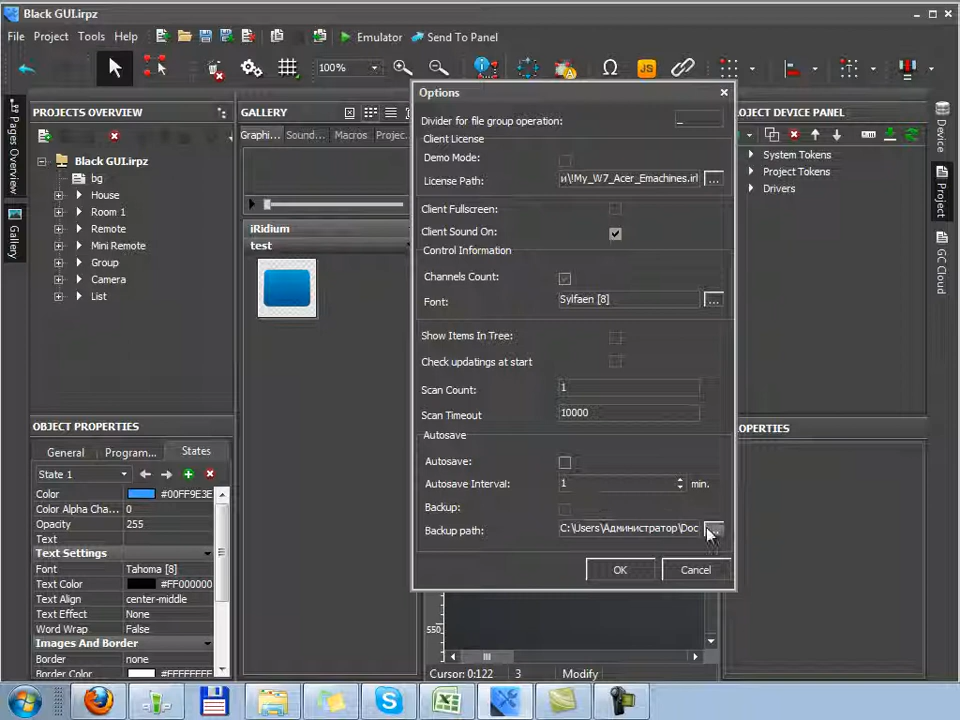 Black GUI.irpz
File Project Tools Help
Emulator Send To Panel
100%
JS
PROJECTS OVERVIEW
Black GUI.irpz
bg
House
Room 1
Remote
Mini Remote
Group
Camera
List
Pages Overview
Gallery
GALLERY
Graphi... Sound... Macros Projec...
iRidium
test
Options
Divider for file group operation: _
Client License
Demo Mode:
License Path: и\!My_W7_Acer_Emachines.irl ...
Client Fullscreen:
Client Sound On:
Control Information
Channels Count:
Font: Sylfaen [8] ...
Show Items In Tree:
Check updatings at start
Scan Count: 1
Scan Timeout 10000
Autosave
Autosave:
Autosave Interval: 1 min.
Backup:
Backup path: C:\Users\Администратор\Doc
OK Cancel
ROJECT DEVICE PANEL
System Tokens
Project Tokens
Drivers
Device
Project
GC Cloud
OPERTIES
OBJECT PROPERTIES
General Program... States
State 1
Color #00FF9E3E
Color Alpha Cha... 0
Opacity 255
Text
Text Settings
Font Tahoma [8]
Text Color #FF000000
Text Align center-middle
Text Effect None
Word Wrap False
Images And Border
Border none
Border Color #FFFFFFFF
550
Cursor: 0:122 3 Modify